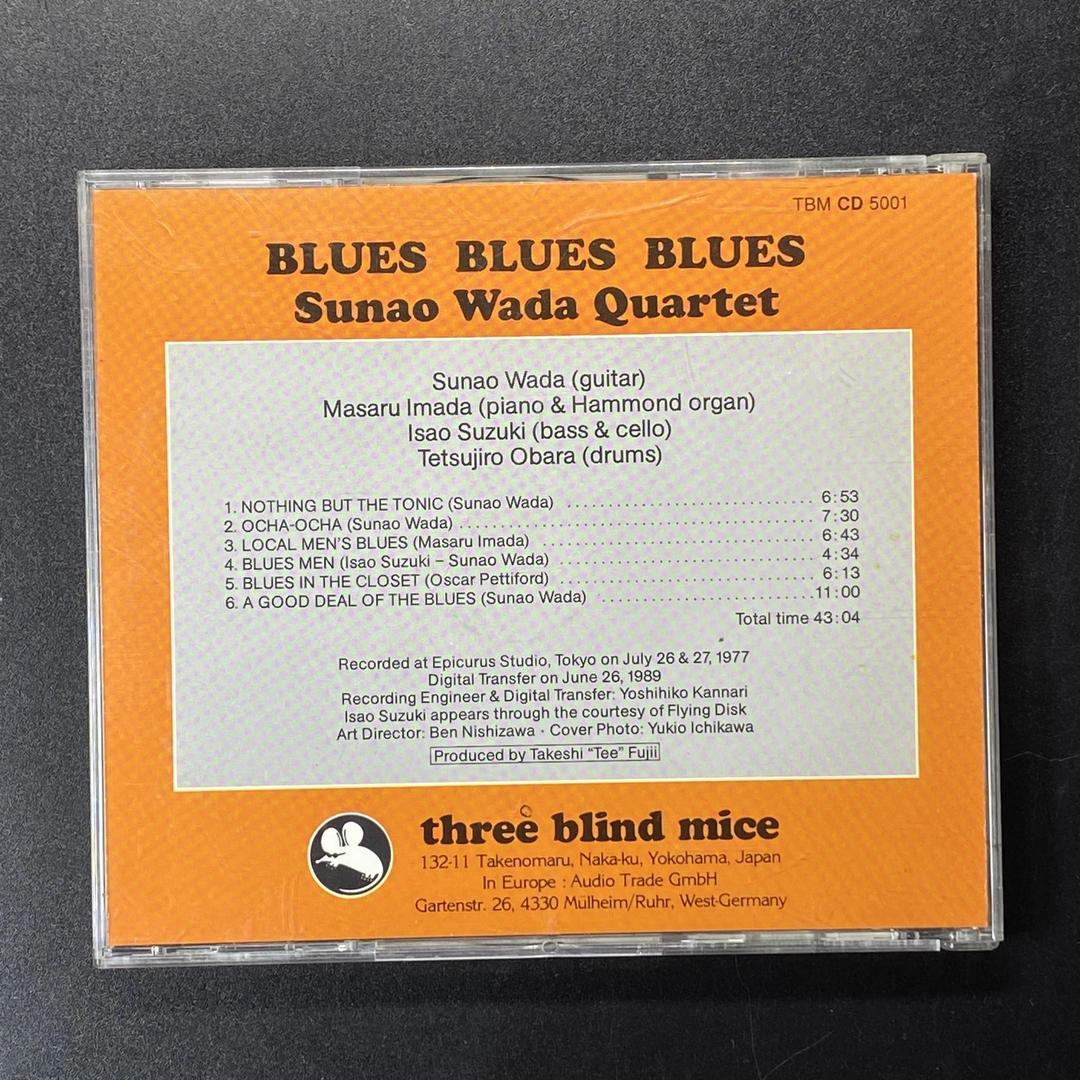 TBM CD 5001
BLUES BLUES BLUES
Sunao Wada Quartet
Sunao Wada (guitar)
Masaru Imada (piano & Hammond organ)
Isao Suzuki (bass & cello)
Tetsujiro Obara (drums)
1. NOTHING BUT THE TONIC (Sunao Wada) .......................... 6:53
2. OCHA-OCHA (Sunao Wada) .......................... 7:30
3. LOCAL MEN'S BLUES (Masaru Imada) .......................... 6:43
4. BLUES MEN (Isao Suzuki – Sunao Wada) .......................... 4:34
5. BLUES IN THE CLOSET (Oscar Pettiford) .......................... 6:13
6. A GOOD DEAL OF THE BLUES (Sunao Wada) .......................... 11:00
Total time 43:04
Recorded at Epicurus Studio, Tokyo on July 26 & 27, 1977
Digital Transfer on June 26, 1989
Recording Engineer & Digital Transfer: Yoshihiko Kannari
Isao Suzuki appears through the courtesy of Flying Disk
Art Director: Ben Nishizawa · Cover Photo: Yukio Ichikawa
Produced by Takeshi "Tee" Fujii
three blind mice
132-11 Takenomaru, Naka-ku, Yokohama, Japan
In Europe : Audio Trade GmbH
Gartenstr. 26, 4330 Mülheim/Ruhr, West-Germany